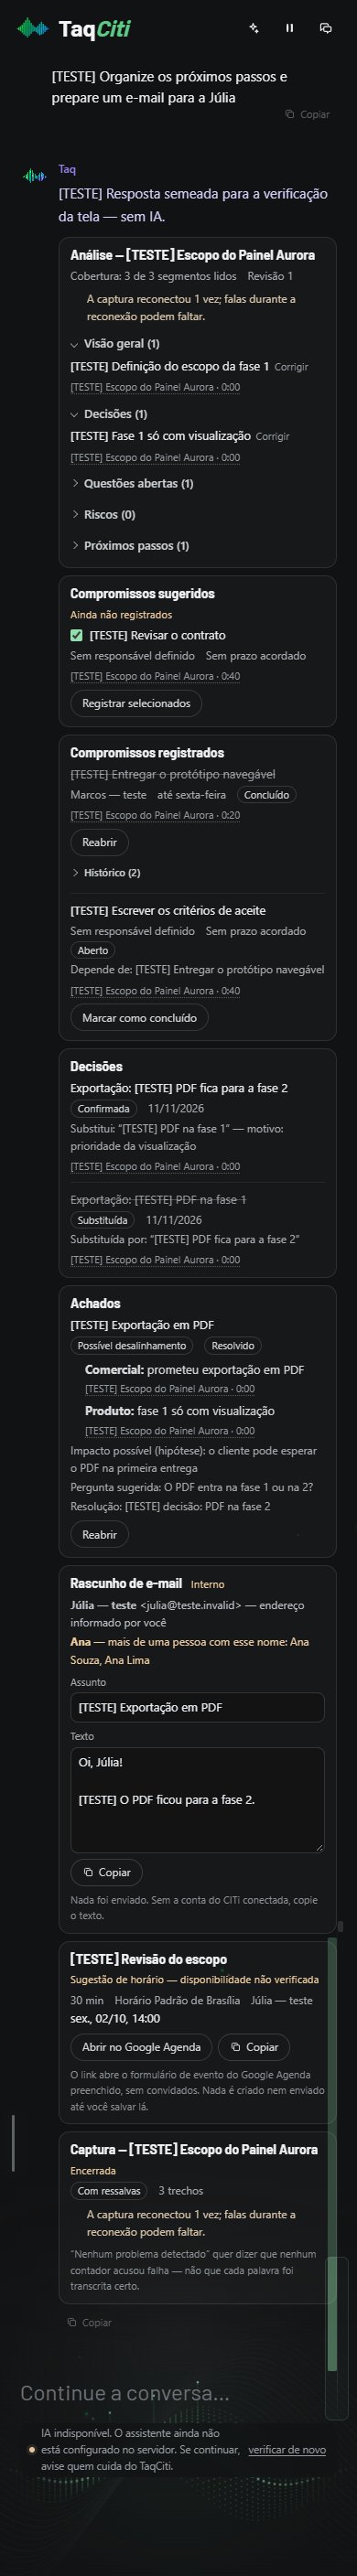 TaqCiti
[TESTE] Organize os próximos passos e
prepare um e-mail para a Júlia
Copiar
Taq
[TESTE] Resposta semeada para a verificação
da tela — sem IA.
Análise — [TESTE] Escopo do Painel Aurora
Cobertura: 3 de 3 segmentos lidos Revisão 1
A captura reconectou 1 vez; falas durante a
reconexão podem faltar.
Visão geral (1)
[TESTE] Definição do escopo da fase 1 Corrigir
[TESTE] Escopo do Painel Aurora · 0:00
Decisões (1)
[TESTE] Fase 1 só com visualização Corrigir
[TESTE] Escopo do Painel Aurora · 0:00
Questões abertas (1)
Riscos (0)
Próximos passos (1)
Compromissos sugeridos
Ainda não registrados
[TESTE] Revisar o contrato
Sem responsável definido Sem prazo acordado
[TESTE] Escopo do Painel Aurora · 0:40
Registrar selecionados
Compromissos registrados
[TESTE] Entregar o protótipo navegável
Marcos — teste até sexta-feira Concluído
[TESTE] Escopo do Painel Aurora · 0:20
Reabrir
Histórico (2)
[TESTE] Escrever os critérios de aceite
Sem responsável definido Sem prazo acordado
Aberto
Depende de: [TESTE] Entregar o protótipo navegável
[TESTE] Escopo do Painel Aurora · 0:40
Marcar como concluído
Decisões
Exportação: [TESTE] PDF fica para a fase 2
Confirmada 11/11/2026
Substitui: “[TESTE] PDF na fase 1” — motivo:
prioridade da visualização
[TESTE] Escopo do Painel Aurora · 0:00
Exportação: [TESTE] PDF na fase 1
Substituída 11/11/2026
Substituída por: “[TESTE] PDF fica para a fase 2”
[TESTE] Escopo do Painel Aurora · 0:00
Achados
[TESTE] Exportação em PDF
Possível desalinhamento Resolvido
Comercial: prometeu exportação em PDF
[TESTE] Escopo do Painel Aurora · 0:00
Produto: fase 1 só com visualização
[TESTE] Escopo do Painel Aurora · 0:00
Impacto possível (hipótese): o cliente pode esperar
o PDF na primeira entrega
Pergunta sugerida: O PDF entra na fase 1 ou na 2?
Resolução: [TESTE] decisão: PDF na fase 2
Reabrir
Rascunho de e-mail Interno
Júlia — teste <julia@teste.invalid> — endereço
informado por você
Ana — mais de uma pessoa com esse nome: Ana
Souza, Ana Lima
Assunto
[TESTE] Exportação em PDF
Texto
Oi, Júlia!
[TESTE] O PDF ficou para a fase 2.
Copiar
Nada foi enviado. Sem a conta do CITi conectada, copie
o texto.
[TESTE] Revisão do escopo
Sugestão de horário — disponibilidade não verificada
30 min Horário Padrão de Brasília Júlia — teste
sex., 02/10, 14:00
Abrir no Google Agenda Copiar
O link abre o formulário de evento do Google Agenda
preenchido, sem convidados. Nada é criado nem enviado
até você salvar lá.
Captura — [TESTE] Escopo do Painel Aurora
Encerrada
Com ressalvas 3 trechos
A captura reconectou 1 vez; falas durante a
reconexão podem faltar.
"Nenhum problema detectado" quer dizer que nenhum
contador acusou falha — não que cada palavra foi
transcrita certo.
Copiar
Continue a conversa...
IA indisponível. O assistente ainda não
está configurado no servidor. Se continuar, verificar de novo
avise quem cuida do TaqCiti.